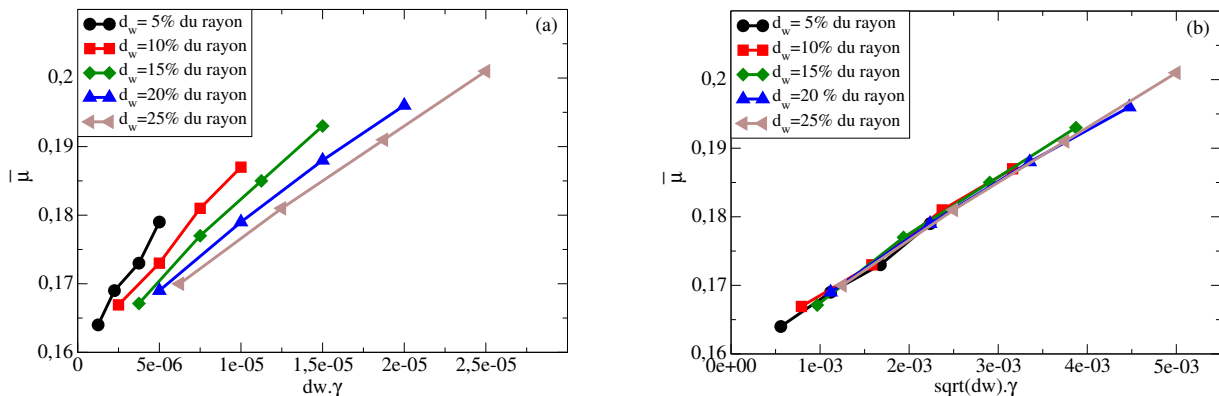 (a)
d_w= 5% du rayon
d_w=10% du rayon
d_w=15% du rayon
d_w=20% du rayon
d_w=25% du rayon
0,2
0,19
0,18
0,17
0,16
μ̅
0
5e-06
1e-05
1,5e-05
2e-05
2,5e-05
dw.γ
(b)
d_w= 5% du rayon
d_w=10% du rayon
d_w=15% du rayon
d_w=20 % du rayon
d_w=25% du rayon
0,2
0,19
0,18
0,17
0,16
μ̅
0e+00
1e-03
2e-03
3e-03
4e-03
5e-03
sqrt(dw).γ